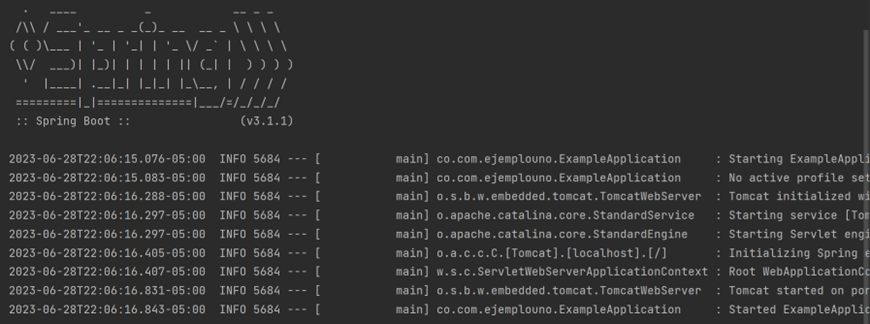 .   ____          _            __ _ _
 /\\ / ___'_ __ _ _(_)_ __  __ _ \ \ \ \
( ( )\___ | '_ | '_| | '_ \/ _` | \ \ \ \
 \\/  ___)| |_)| | | | | || (_| |  ) ) ) )
  '  |____| .__|_| |_|_| |_\__, | / / / /
 =========|_|==============|___/=/_/_/_/
 :: Spring Boot ::                (v3.1.1)
2023-06-28T22:06:15.076-05:00  INFO 5684 --- [           main] co.com.ejemplouno.ExampleApplication     : Starting ExampleAppli
2023-06-28T22:06:15.083-05:00  INFO 5684 --- [           main] co.com.ejemplouno.ExampleApplication     : No active profile set
2023-06-28T22:06:16.288-05:00  INFO 5684 --- [           main] o.s.b.w.embedded.tomcat.TomcatWebServer  : Tomcat initialized wi
2023-06-28T22:06:16.297-05:00  INFO 5684 --- [           main] o.apache.catalina.core.StandardService   : Starting service [Tom
2023-06-28T22:06:16.297-05:00  INFO 5684 --- [           main] o.apache.catalina.core.StandardEngine    : Starting Servlet engi
2023-06-28T22:06:16.405-05:00  INFO 5684 --- [           main] o.a.c.c.C.[Tomcat].[localhost].[/]       : Initializing Spring e
2023-06-28T22:06:16.407-05:00  INFO 5684 --- [           main] w.s.c.ServletWebServerApplicationContext : Root WebApplicationCo
2023-06-28T22:06:16.831-05:00  INFO 5684 --- [           main] o.s.b.w.embedded.tomcat.TomcatWebServer  : Tomcat started on por
2023-06-28T22:06:16.843-05:00  INFO 5684 --- [           main] co.com.ejemplouno.ExampleApplication     : Started ExampleApplic